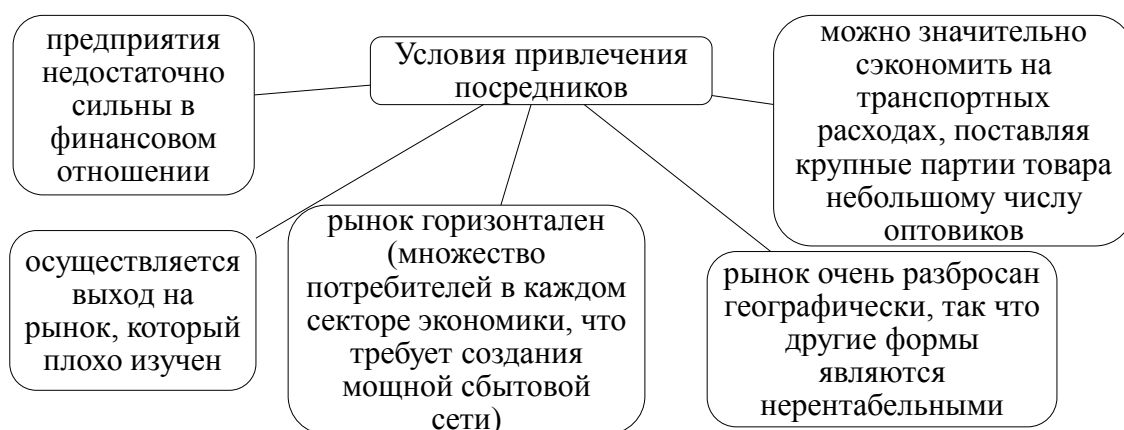 предприятия
недостаточно
сильны в
финансовом
отношении
Условия привлечения
посредников
можно значительно
сэкономить на
транспортных
расходах, поставляя
крупные партии товара
небольшому числу
оптовиков
осуществляется
выход на
рынок, который
плохо изучен
рынок горизонтален
(множество
потребителей в каждом
секторе экономики, что
требует создания
мощной сбытовой
сети)
рынок очень разбросан
географически, так что
другие формы
являются
нерентабельными